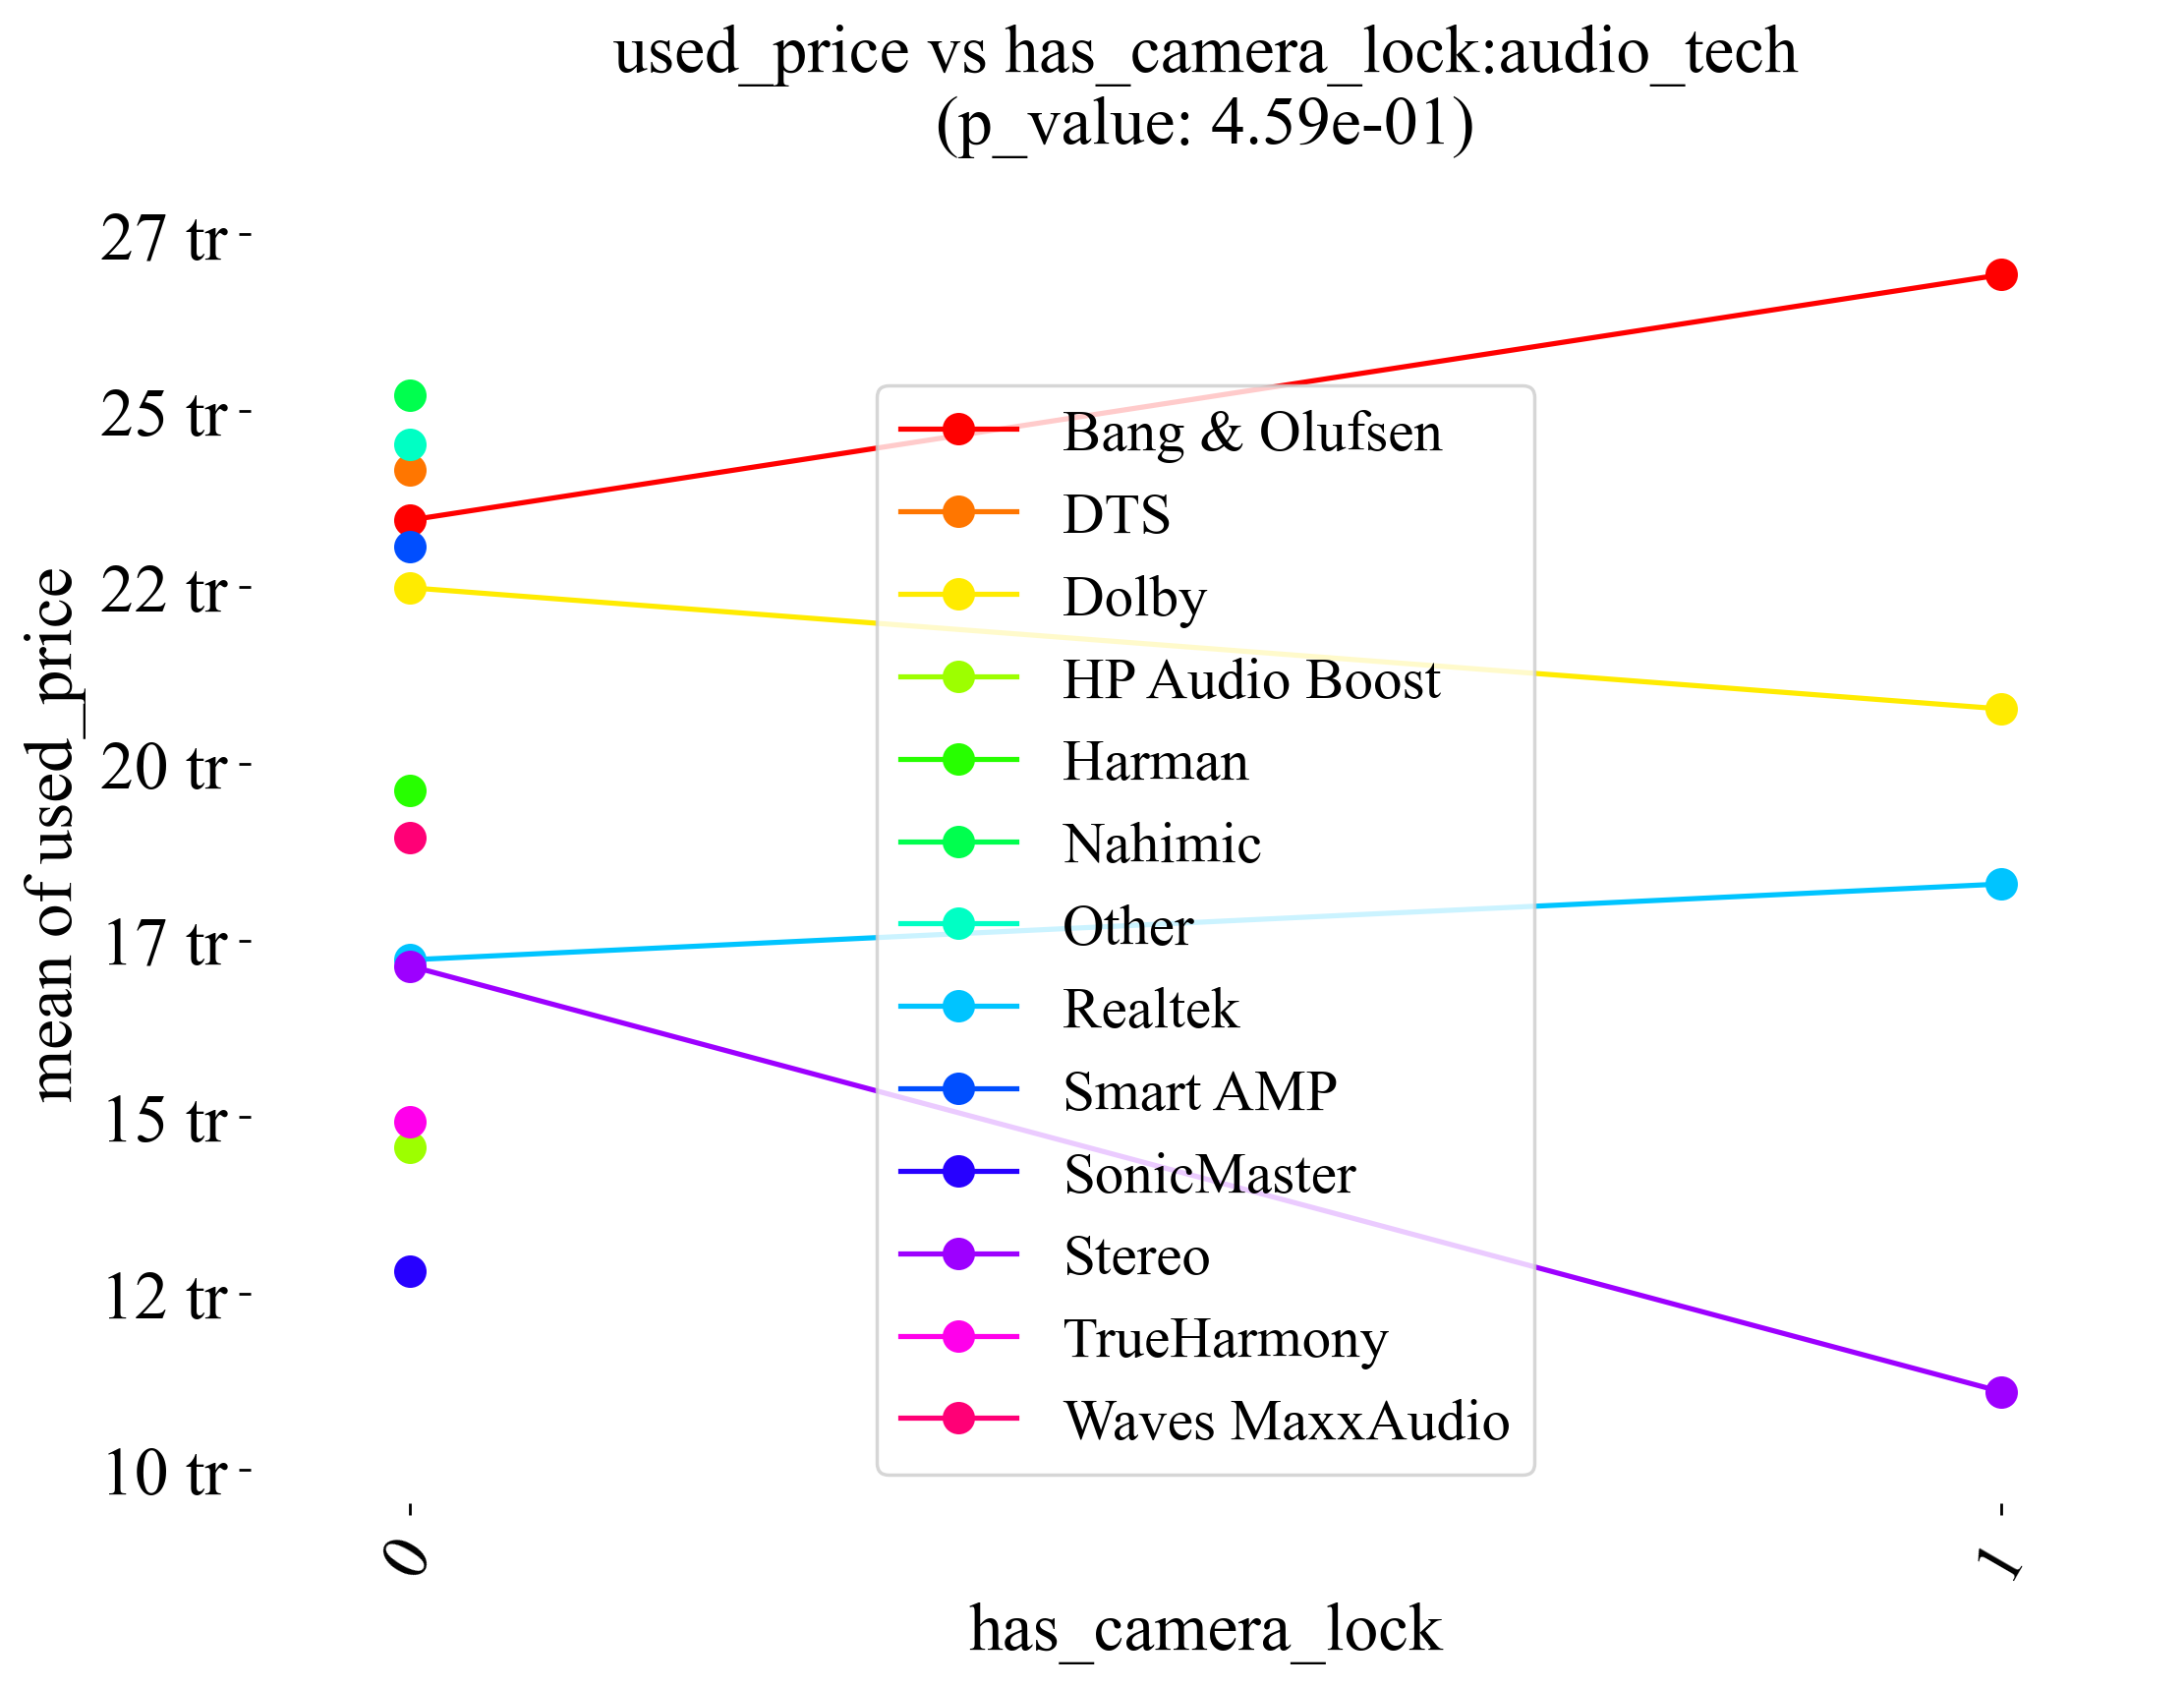 used_price vs has_camera_lock:audio_tech
(p_value: 4.59e-01)
27 tr
25 tr
22 tr
20 tr
17 tr
15 tr
12 tr
10 tr
mean of used_price
Bang & Olufsen
DTS
Dolby
HP Audio Boost
Harman
Nahimic
Other
Realtek
Smart AMP
SonicMaster
Stereo
TrueHarmony
Waves MaxxAudio
0
1
has_camera_lock